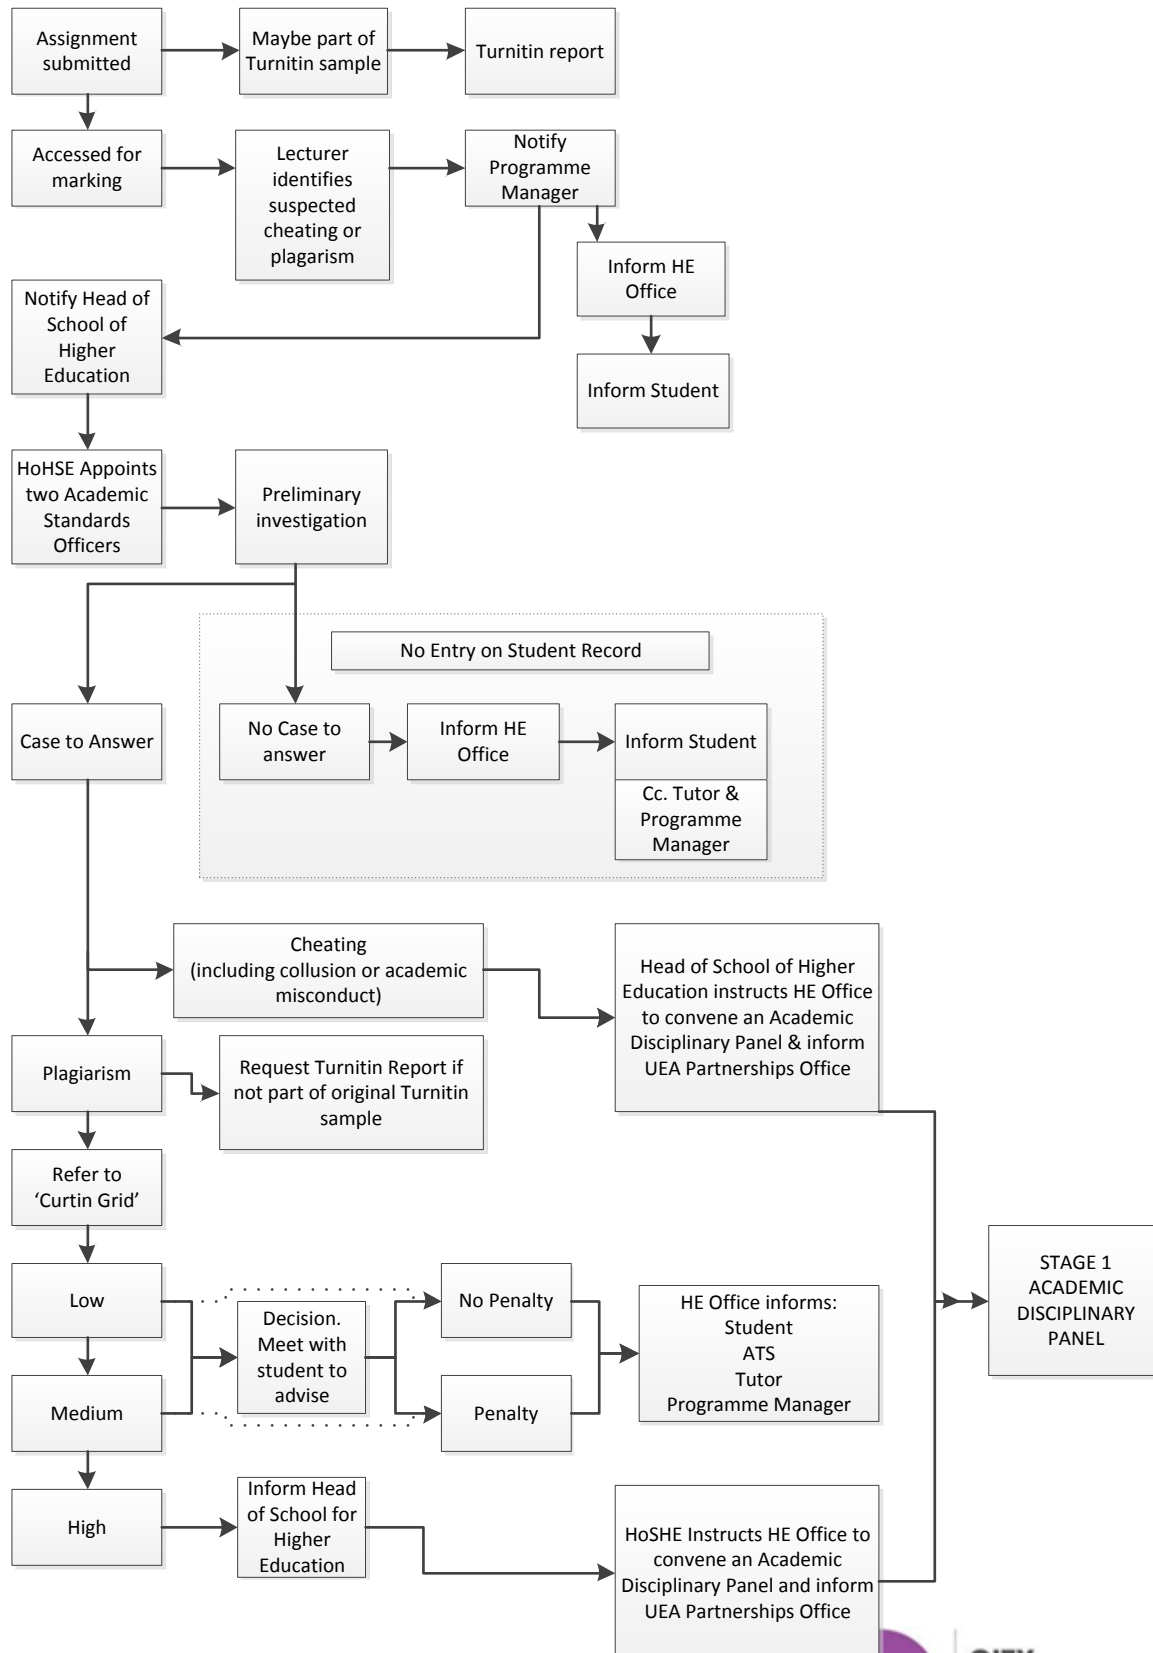 Assignment
submitted
Maybe part of
Turnitin sample
Turnitin report
Accessed for
marking
Lecturer
identifies
suspected
cheating or
plagarism
Notify
Programme
Manager
Inform HE
Office
Inform Student
Notify Head of
School of
Higher
Education
HoHSE Appoints
two Academic
Standards
Officers
Preliminary
investigation
No Entry on Student Record
Case to Answer
No Case to
answer
Inform HE
Office
Inform Student
Cc. Tutor &
Programme
Manager
Cheating
(including collusion or academic
misconduct)
Head of School of Higher
Education instructs HE Office
to convene an Academic
Disciplinary Panel & inform
UEA Partnerships Office
Plagiarism
Request Turnitin Report if
not part of original Turnitin
sample
Refer to
‘Curtin Grid’
Low
Medium
High
Decision.
Meet with
student to
advise
No Penalty
Penalty
HE Office informs:
Student
ATS
Tutor
Programme Manager
STAGE 1
ACADEMIC
DISCIPLINARY
PANEL
Inform Head
of School for
Higher
Education
HoSHE Instructs HE Office to
convene an Academic
Disciplinary Panel and inform
UEA Partnerships Office